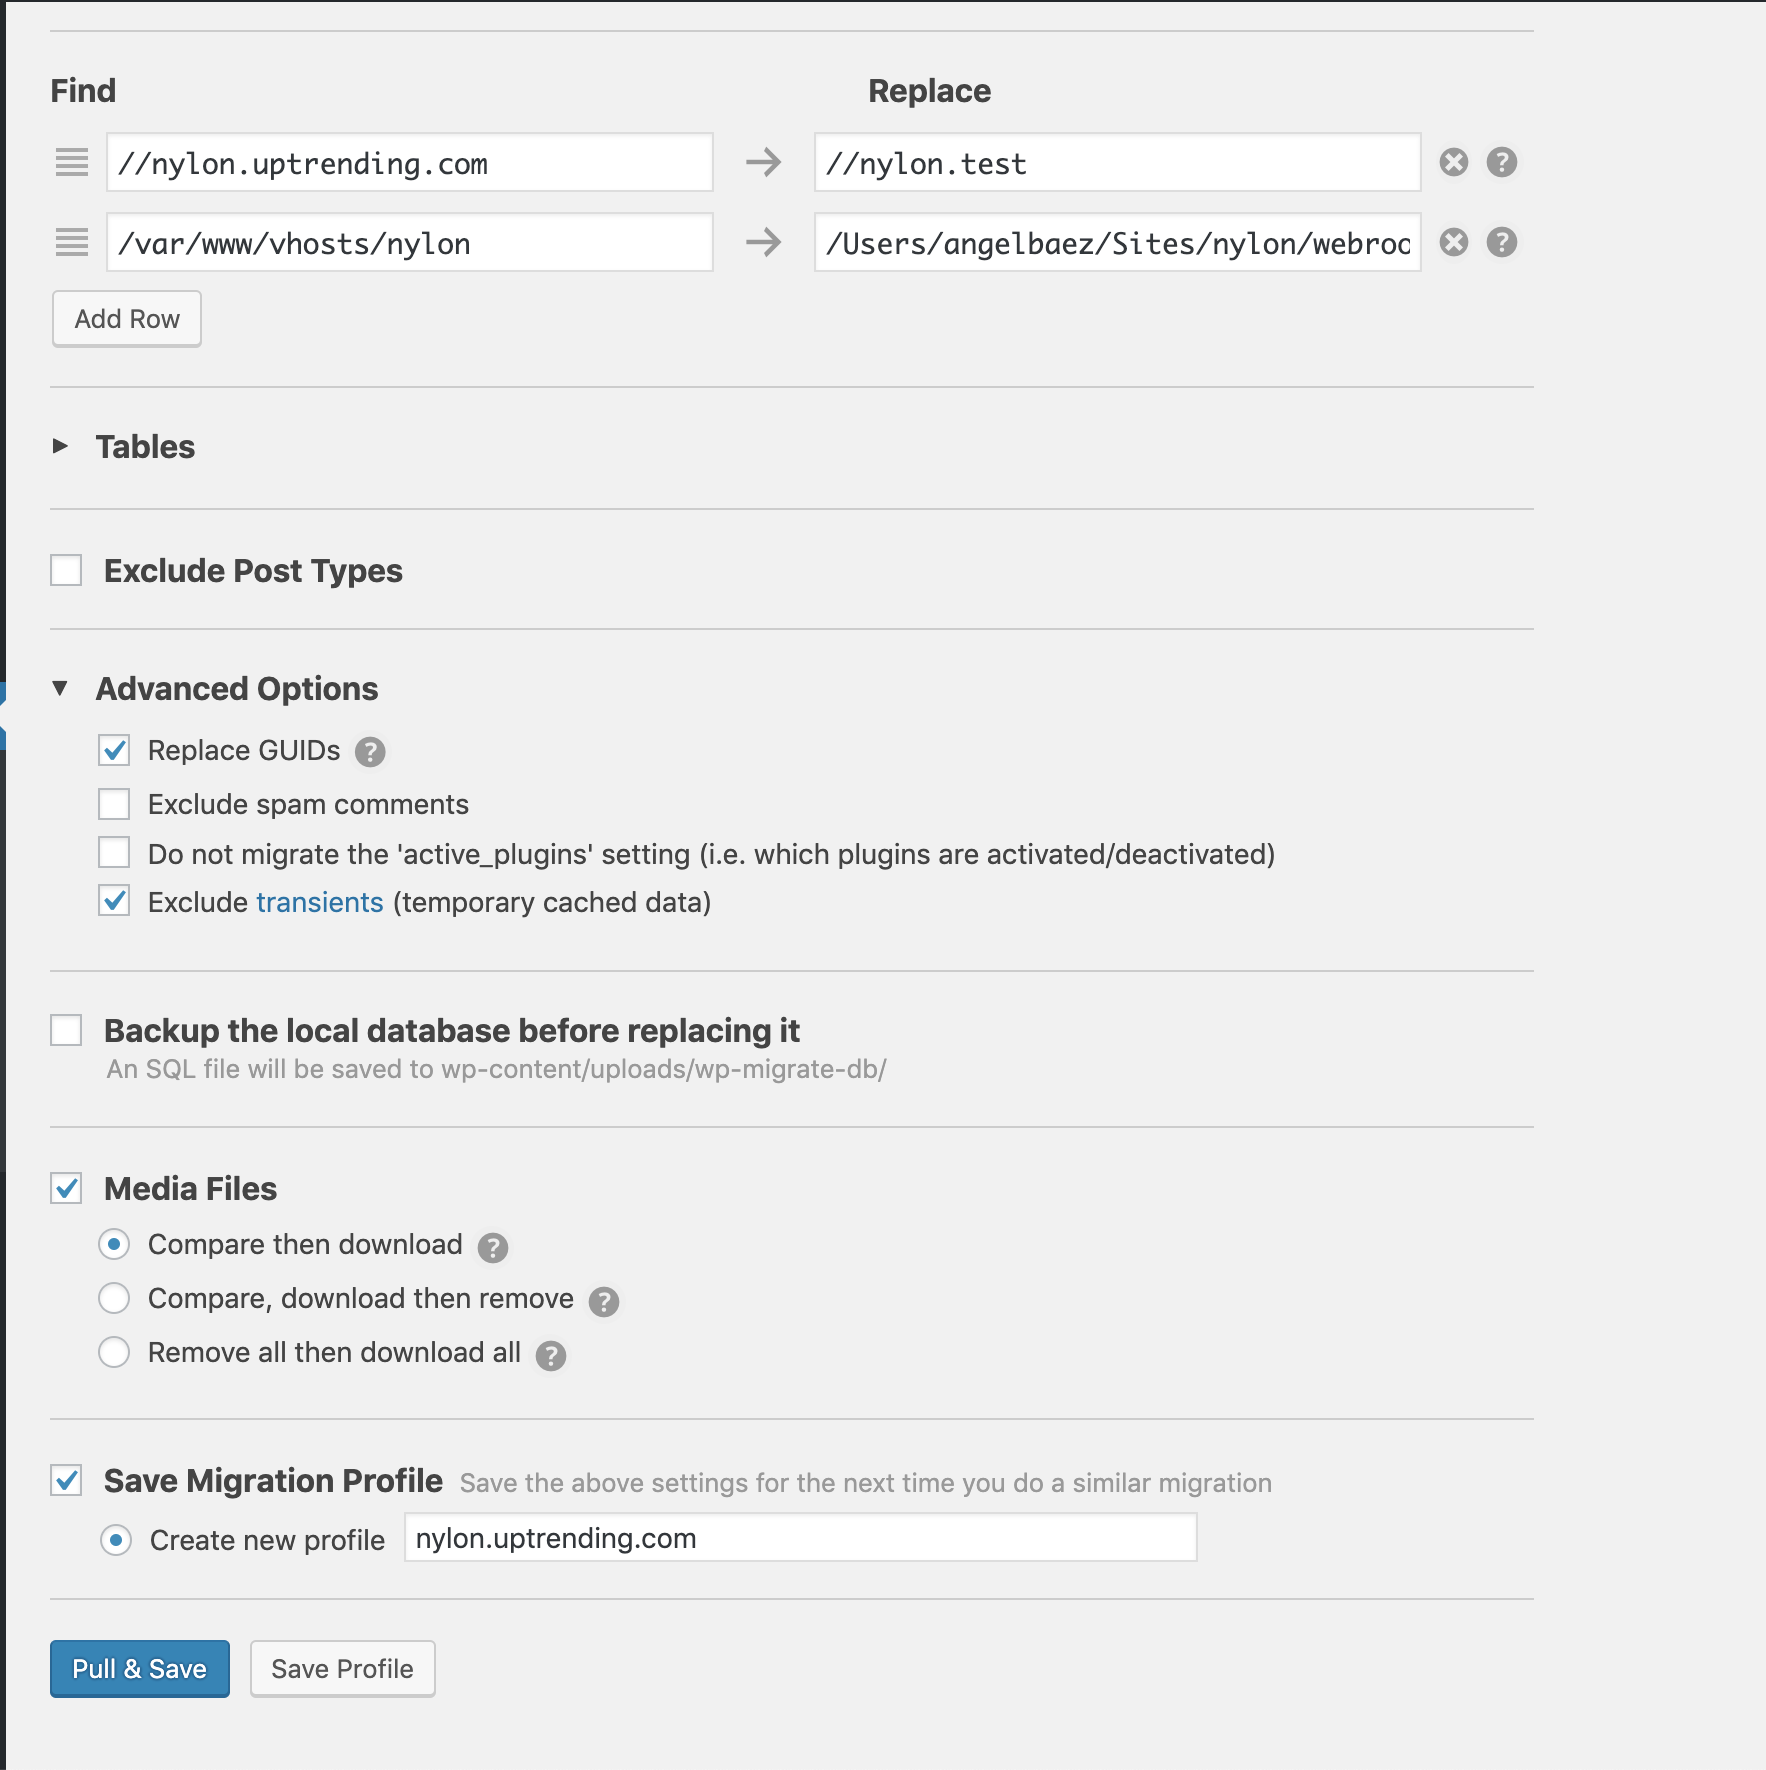 Find Replace
//nylon.uptrending.com → //nylon.test
/var/www/vhosts/nylon → /Users/angelbaez/Sites/nylon/webroo
Add Row
Tables
Exclude Post Types
Advanced Options
Replace GUIDs ?
Exclude spam comments
Do not migrate the 'active_plugins' setting (i.e. which plugins are activated/deactivated)
Exclude transients (temporary cached data)
Backup the local database before replacing it
An SQL file will be saved to wp-content/uploads/wp-migrate-db/
Media Files
Compare then download ?
Compare, download then remove ?
Remove all then download all ?
Save Migration Profile Save the above settings for the next time you do a similar migration
Create new profile nylon.uptrending.com
Pull & Save Save Profile